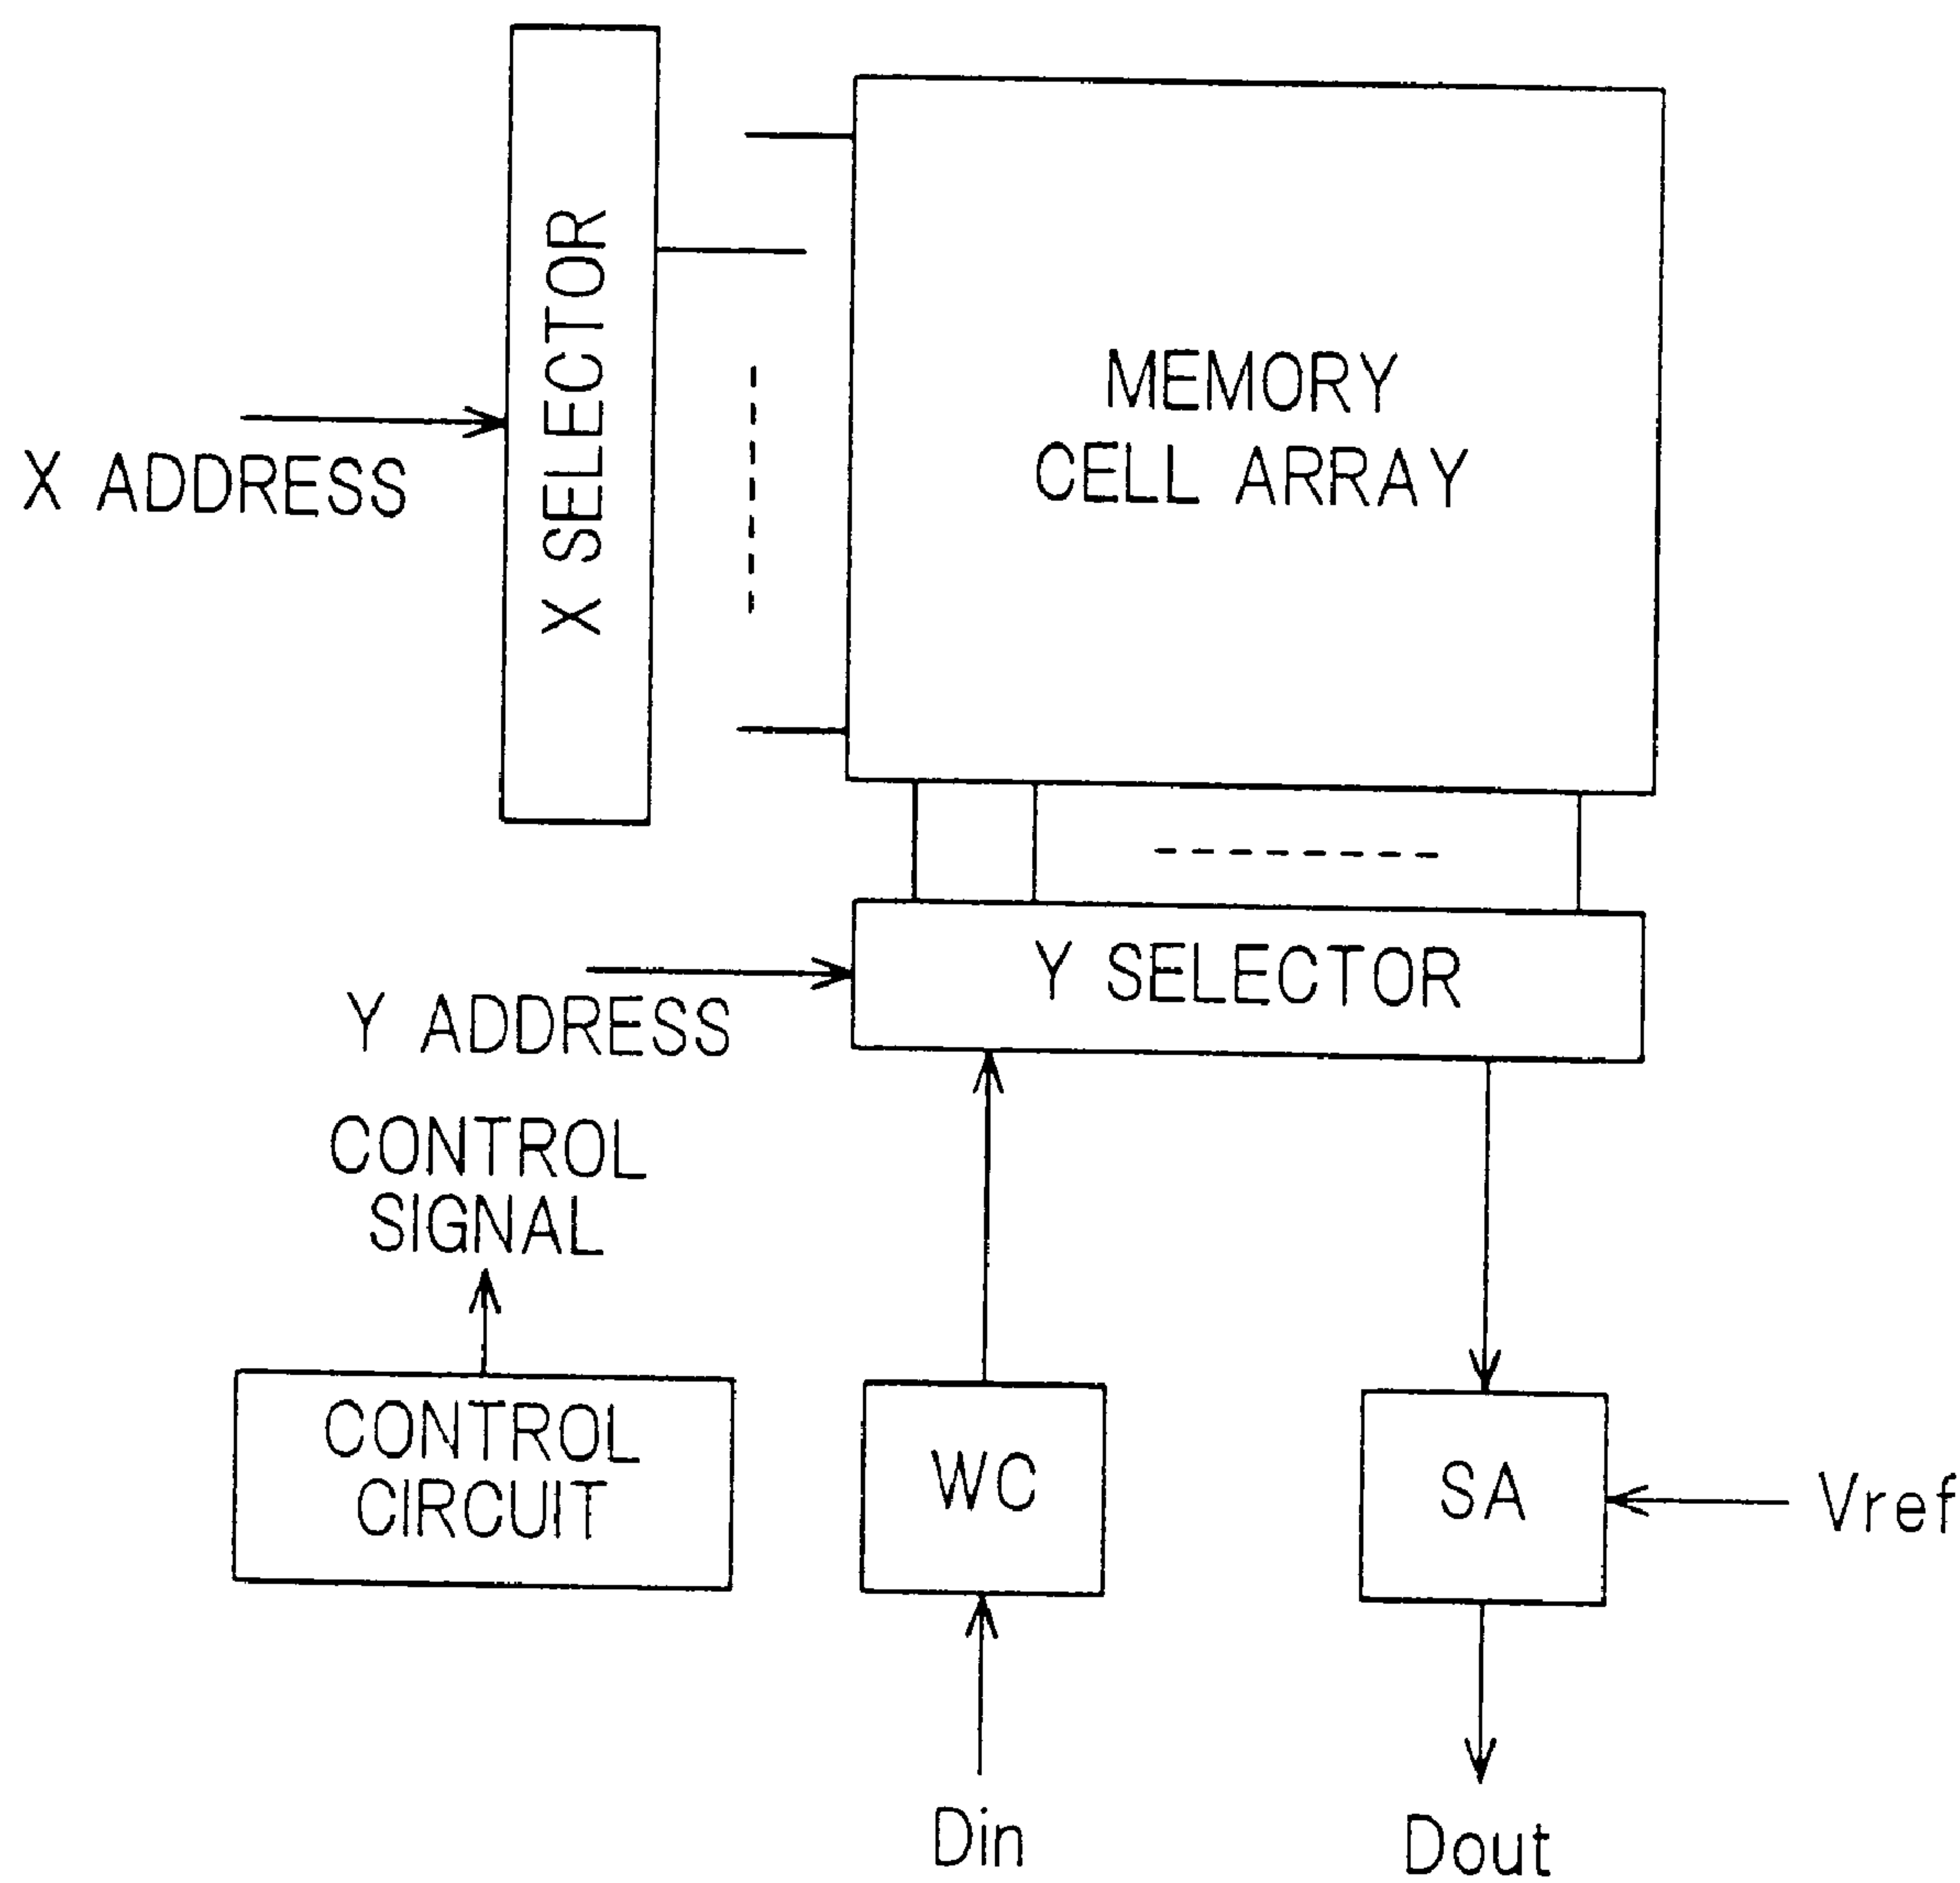 X SELECTOR
MEMORY
CELL ARRAY
X ADDRESS
Y SELECTOR
Y ADDRESS
CONTROL
SIGNAL
CONTROL
CIRCUIT
WC
SA
Vref
Din
Dout